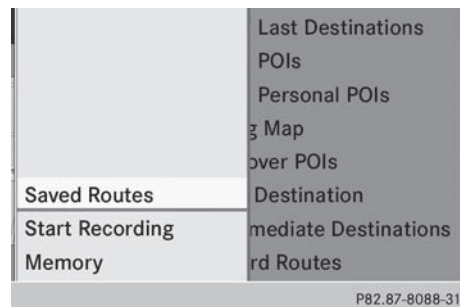 Last Destinations
POIs
Personal POIs
g Map
over POIs
Saved Routes
Destination
Start Recording
mediate Destinations
Memory
rd Routes
P82.87-8088-31